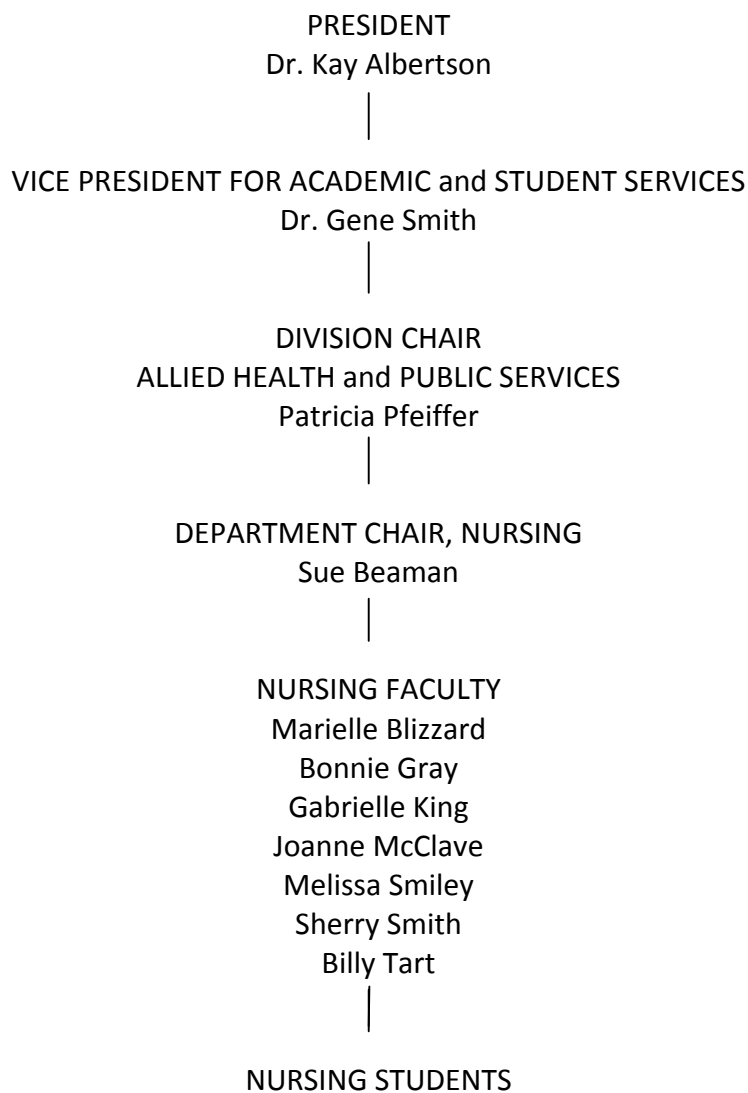 PRESIDENT
Dr. Kay Albertson
VICE PRESIDENT FOR ACADEMIC and STUDENT SERVICES
Dr. Gene Smith
DIVISION CHAIR
ALLIED HEALTH and PUBLIC SERVICES
Patricia Pfeiffer
DEPARTMENT CHAIR, NURSING
Sue Beaman
NURSING FACULTY
Marielle Blizzard
Bonnie Gray
Gabrielle King
Joanne McClave
Melissa Smiley
Sherry Smith
Billy Tart
NURSING STUDENTS